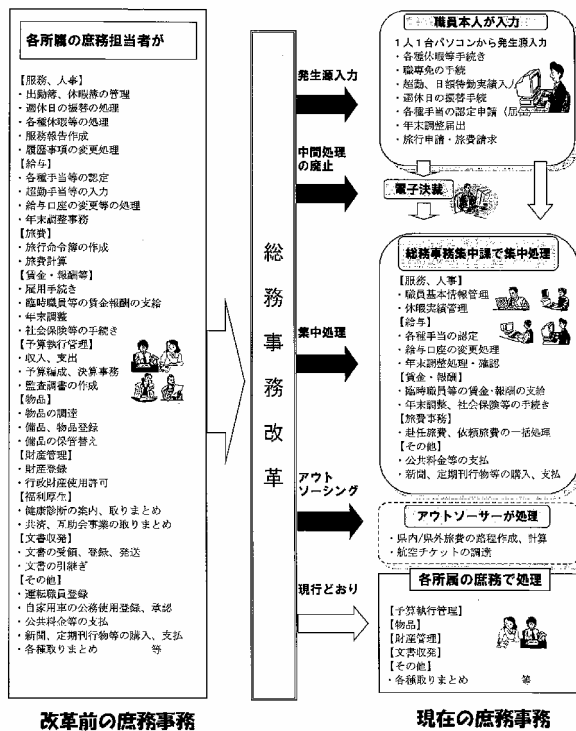 各所属の庶務担当者が
【服務、人事】
・出勤簿、休暇簿の管理
・週休日の振替の処理
・各種休暇等の処理
・服務報告作成
・履歴事項の変更処理
【給与】
・各種手当等の認定
・超勤手当等の入力
・給与口座の変更等の処理
・年末調整事務
【旅費】
・旅行命令簿の作成
・旅費計算
【賃金・報酬等】
・雇用手続き
・臨時職員等の賃金報酬の支給
・年末調整
・社会保険等の手続き
【予算執行管理】
・収入、支出
・予算編成、決算事務
・監査調書の作成
【物品】
・物品の調達
・備品、物品登録
・備品の保管替え
【財産管理】
・財産登録
・行政財産使用許可
【福利厚生】
・健康診断の案内、取りまとめ
・共済、互助会事業の取りまとめ
【文書収発】
・文書の受領、登録、発送
・文書の引継ぎ
【その他】
・運転職員登録
・自家用車の公務使用登録、承認
・公共料金等の支払
・新聞、定期刊行物等の購入、支払
・各種取りまとめ 等
改革前の庶務事務
総務事務改革
発生源入力
中間処理
の廃止
集中処理
アウト
ソーシング
現行どおり
職員本人が入力
1人1台パソコンから発生源入力
・各種休暇等手続き
・職専免の手続
・超勤、日額特勤実績入力
・週休日の振替手続
・各種手当の認定申請(届出)
・年末調整届出
・旅行申請・旅費請求
電子決裁
総務事務集中課で集中処理
【服務、人事】
・職員基本情報管理
・休暇実績管理
【給与】
・各種手当の認定
・給与口座の変更処理
・年末調整処理・確認
【賃金・報酬】
・臨時職員等の賃金・報酬の支給
・年末調整、社会保険等の手続き
【旅費事務】
・赴任旅費、依頼旅費の一括処理
【その他】
・公共料金等の支払
・新聞、定期刊行物等の購入、支払
アウトソーサーが処理
・県内/県外旅費の路程作成、計算
・航空チケットの調達
各所属の庶務で処理
【予算執行管理】
【物品】
【財産管理】
【文書収発】
【その他】
・各種取りまとめ 等
現在の庶務事務